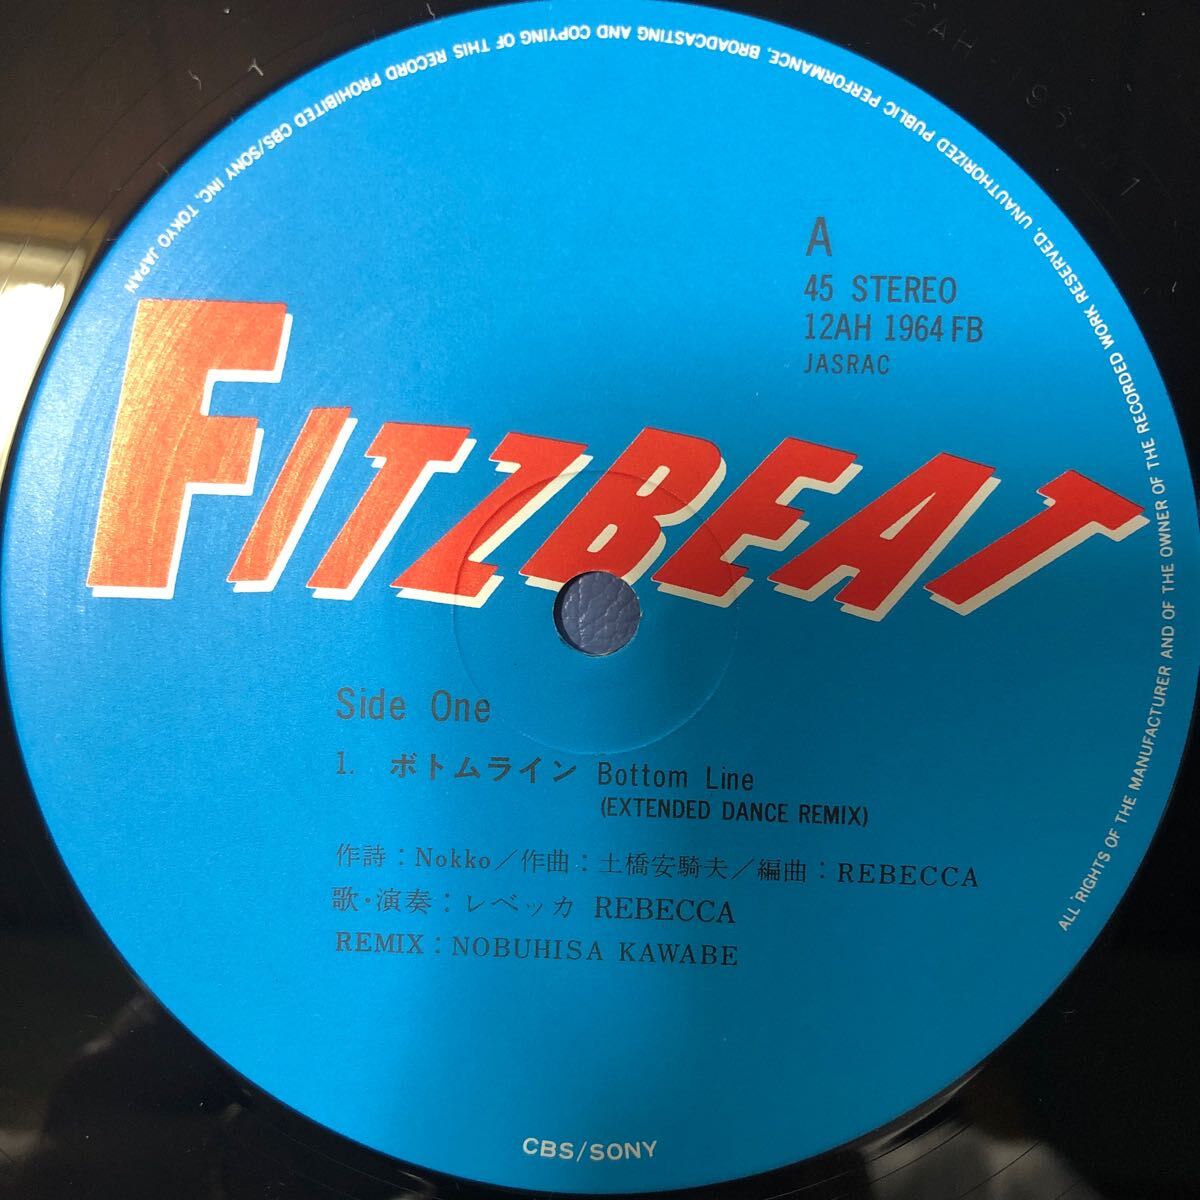 ALL RIGHTS OF THE MANUFACTURER AND OF THE OWNER OF THE RECORDED WORK RESERVED, UNAUTHORIZED PUBLIC PERFORMANCE, BROADCASTING AND COPYING OF THIS RECORD PROHIBITED CBS/SONY INC. TOKYO JAPAN
A
45 STEREO
12AH 1964 FB
JASRAC
FITZBEAT
Side One
1. ボトムライン Bottom Line
(EXTENDED DANCE REMIX)
作詩：Nokko／作曲：土橋安騎夫／編曲：REBECCA
歌・演奏：レベッカ REBECCA
REMIX：NOBUHISA KAWABE
CBS/SONY